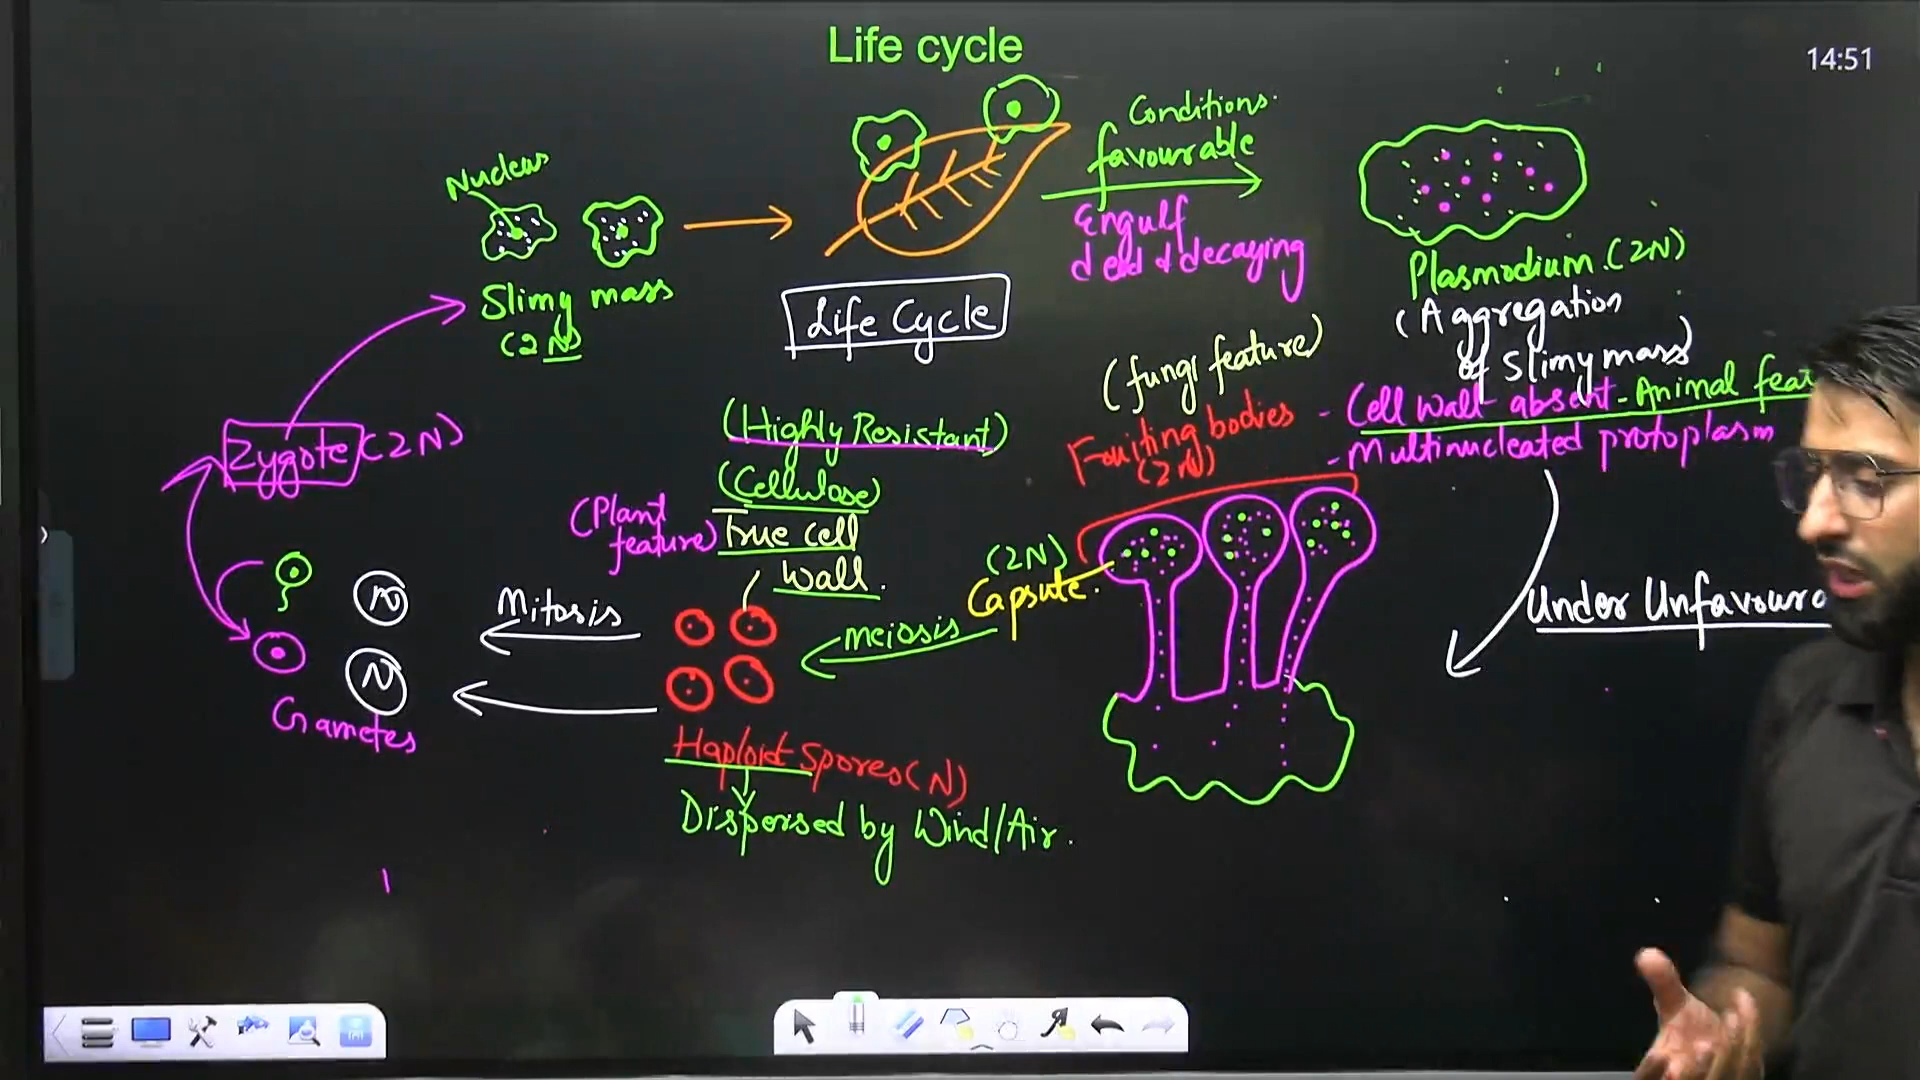 Life cycle
14:51
Nucleus
Slimy mass
(2N)
Conditions
favourable
Engulf
dead & decaying
Life Cycle
Plasmodium (2N)
(Aggregation
of Slimy mass)
- Cell wall absent - Animal feat
- Multinucleated protoplasm
(fungi feature)
Fruiting bodies
(2N)
Under Unfavoura
Zygote (2N)
(Highly Resistant)
(Cellulose)
True cell
wall.
(Plant
feature)
(2N)
Capsule.
meiosis
Mitosis
N
N
Gametes
Haploid Spores (N)
Dispersed by Wind/Air.